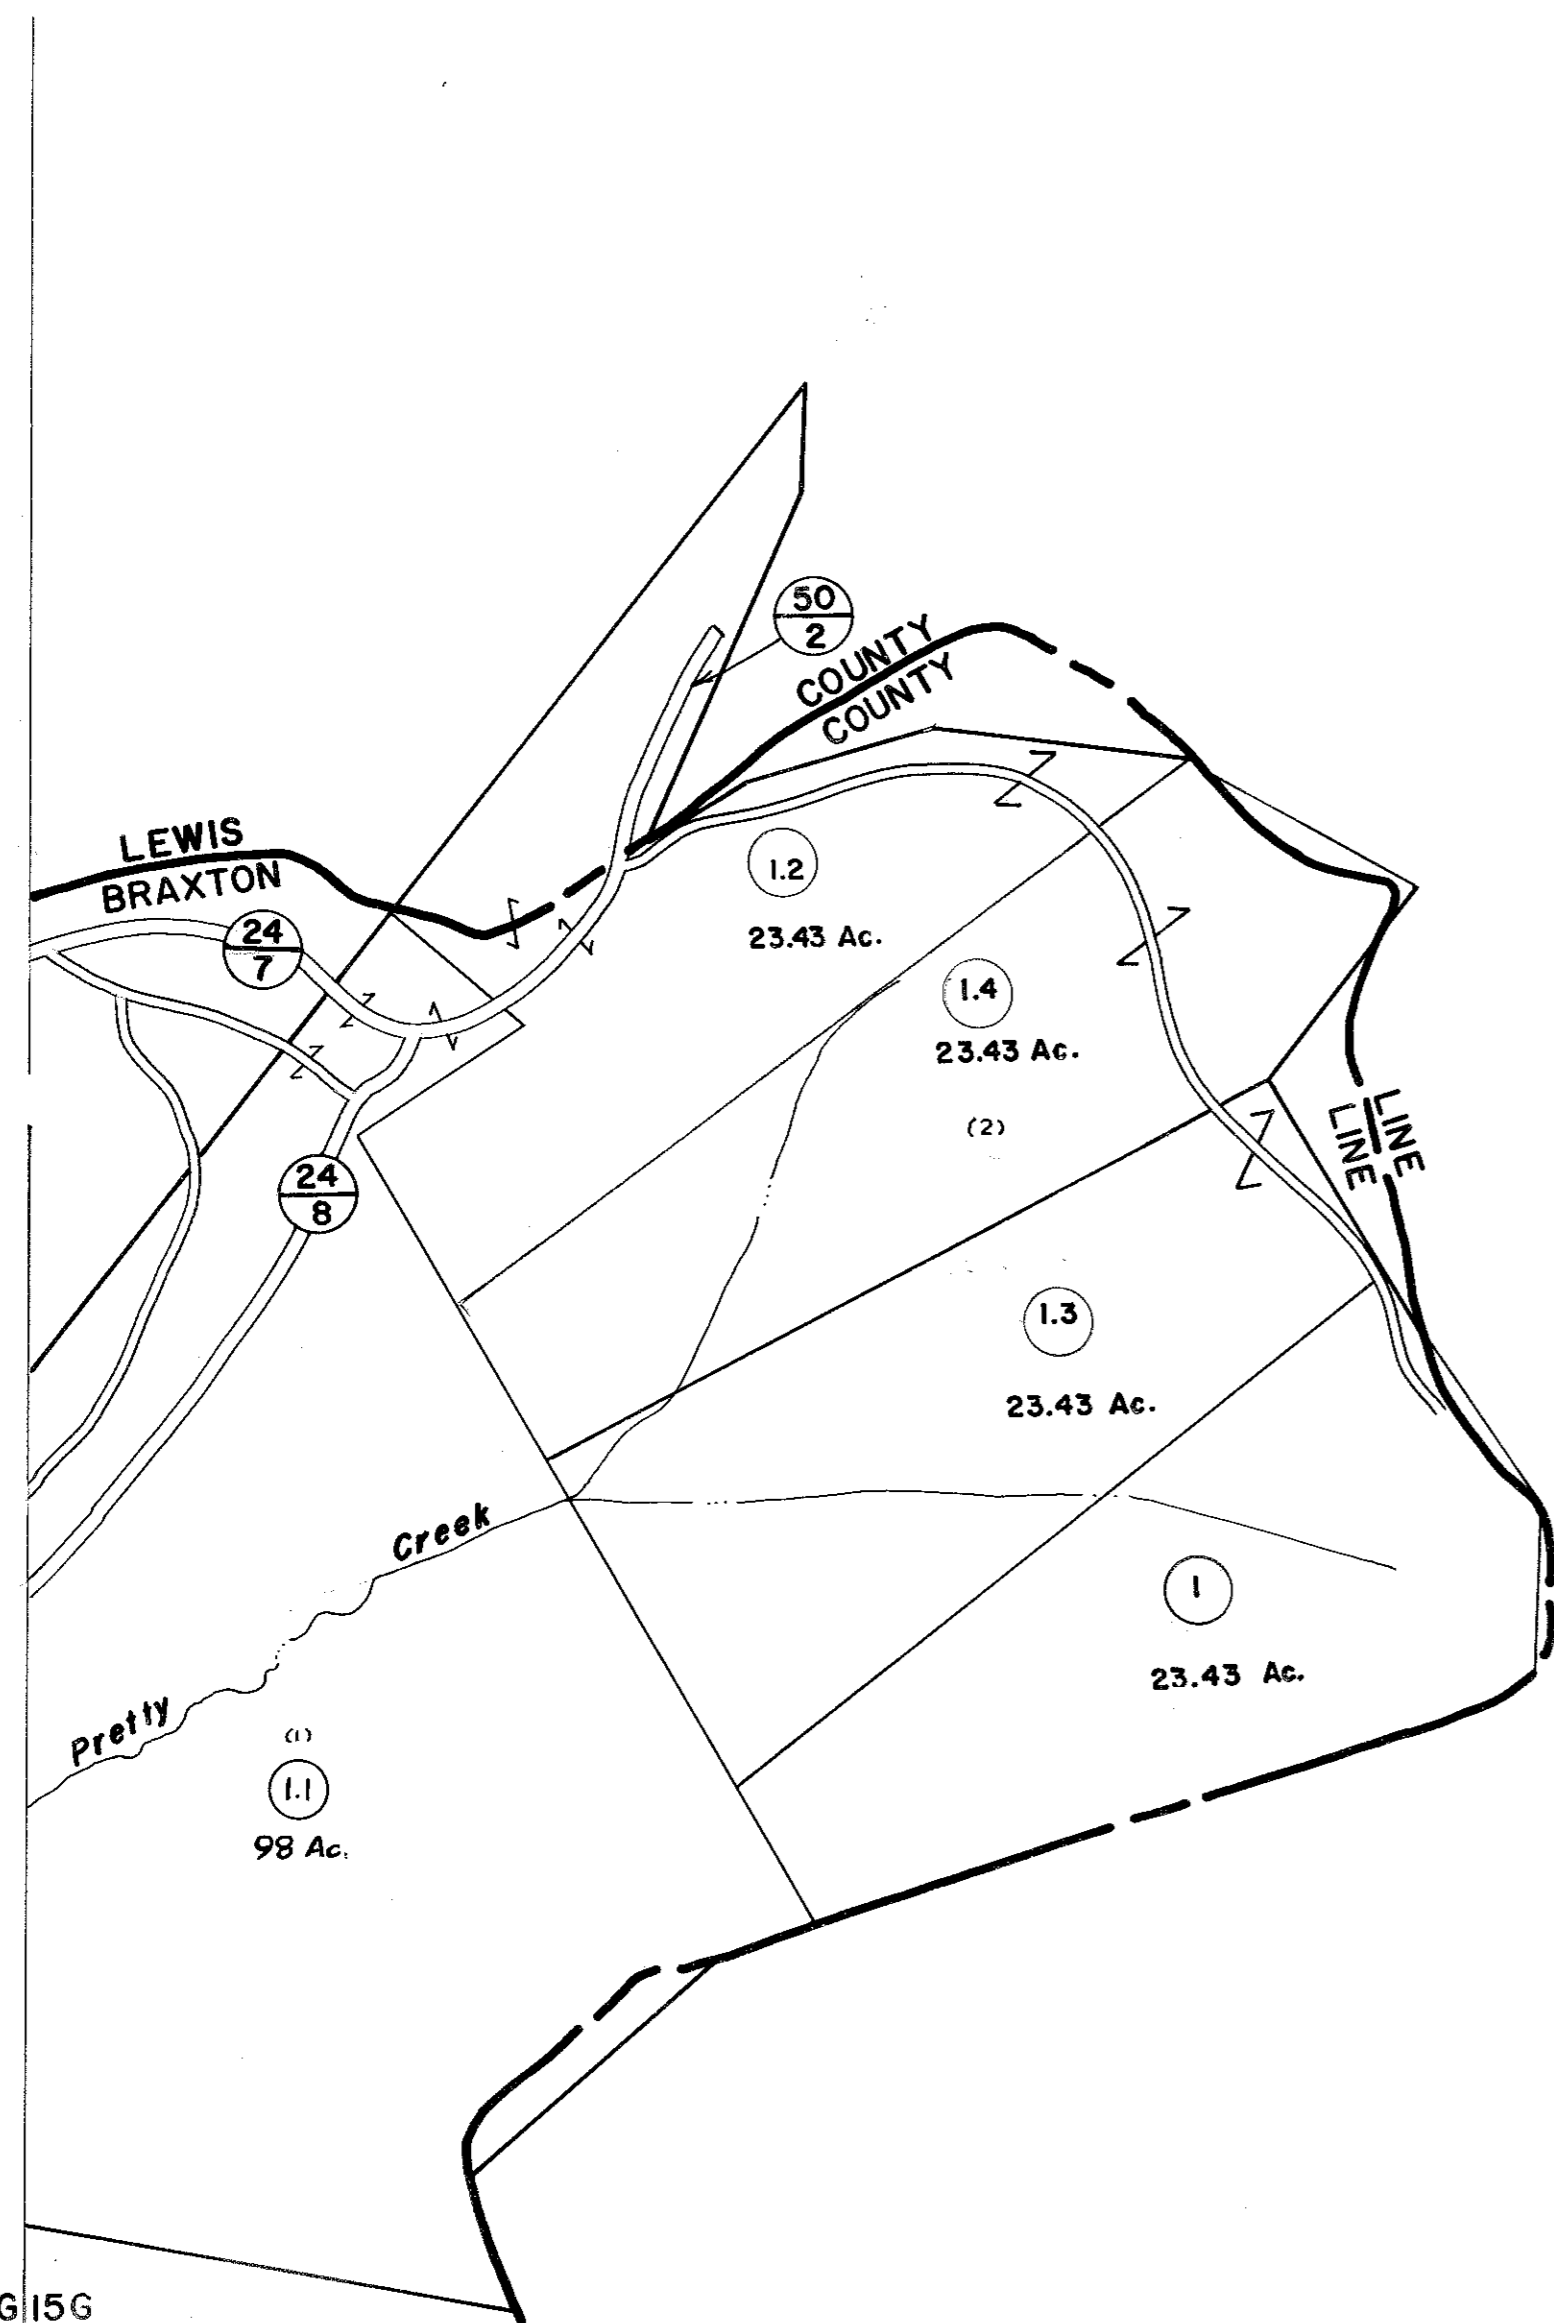 50
2
COUNTY
COUNTY
LEWIS
BRAXTON
24
7
1.2
23.43 Ac.
1.4
23.43 Ac.
(2)
LINE
LINE
24
8
1.3
23.43 Ac.
Creek
1
23.43 Ac.
Pretty
(1)
1.1
98 Ac.
G 15G